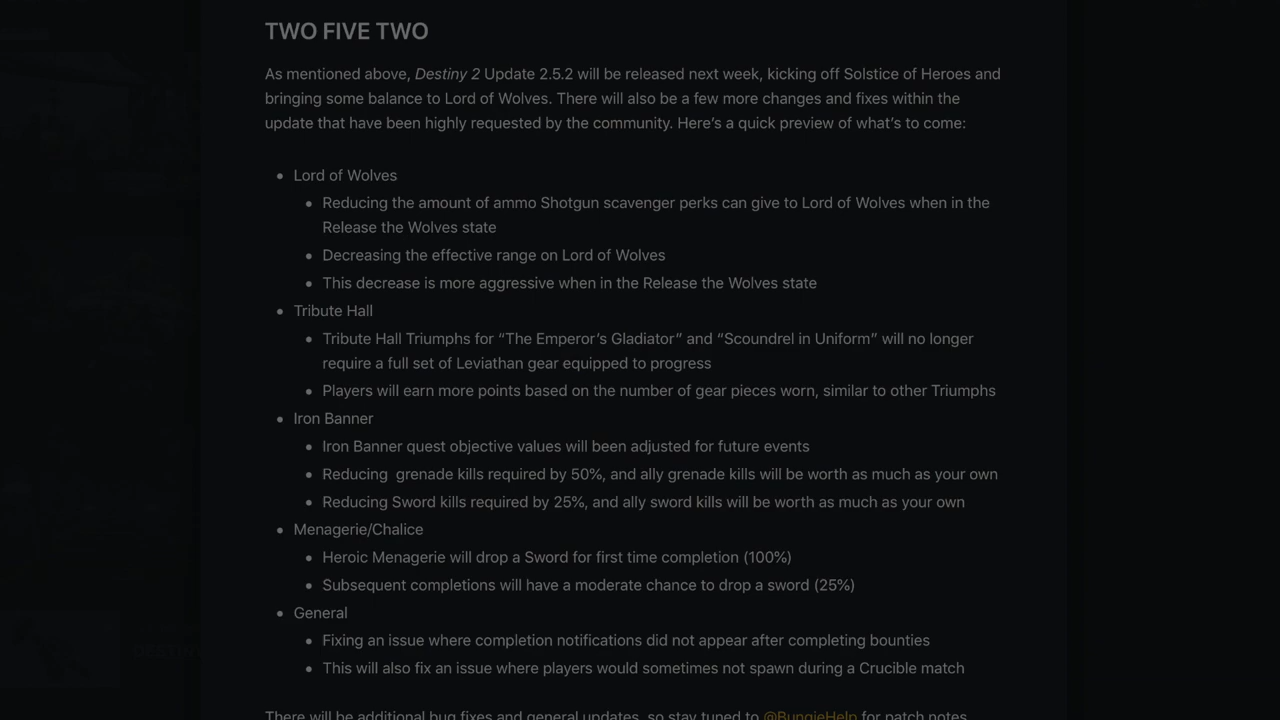 TWO FIVE TWO
As mentioned above, Destiny 2 Update 2.5.2 will be released next week, kicking off Solstice of Heroes and
bringing some balance to Lord of Wolves. There will also be a few more changes and fixes within the
update that have been highly requested by the community. Here’s a quick preview of what’s to come:
• Lord of Wolves
• Reducing the amount of ammo Shotgun scavenger perks can give to Lord of Wolves when in the
Release the Wolves state
• Decreasing the effective range on Lord of Wolves
• This decrease is more aggressive when in the Release the Wolves state
• Tribute Hall
• Tribute Hall Triumphs for “The Emperor’s Gladiator” and “Scoundrel in Uniform” will no longer
require a full set of Leviathan gear equipped to progress
• Players will earn more points based on the number of gear pieces worn, similar to other Triumphs
• Iron Banner
• Iron Banner quest objective values will been adjusted for future events
• Reducing  grenade kills required by 50%, and ally grenade kills will be worth as much as your own
• Reducing Sword kills required by 25%, and ally sword kills will be worth as much as your own
• Menagerie/Chalice
• Heroic Menagerie will drop a Sword for first time completion (100%)
• Subsequent completions will have a moderate chance to drop a sword (25%)
• General
• Fixing an issue where completion notifications did not appear after completing bounties
• This will also fix an issue where players would sometimes not spawn during a Crucible match
There will be additional bug fixes and general updates, so stay tuned to @BungieHelp for patch notes